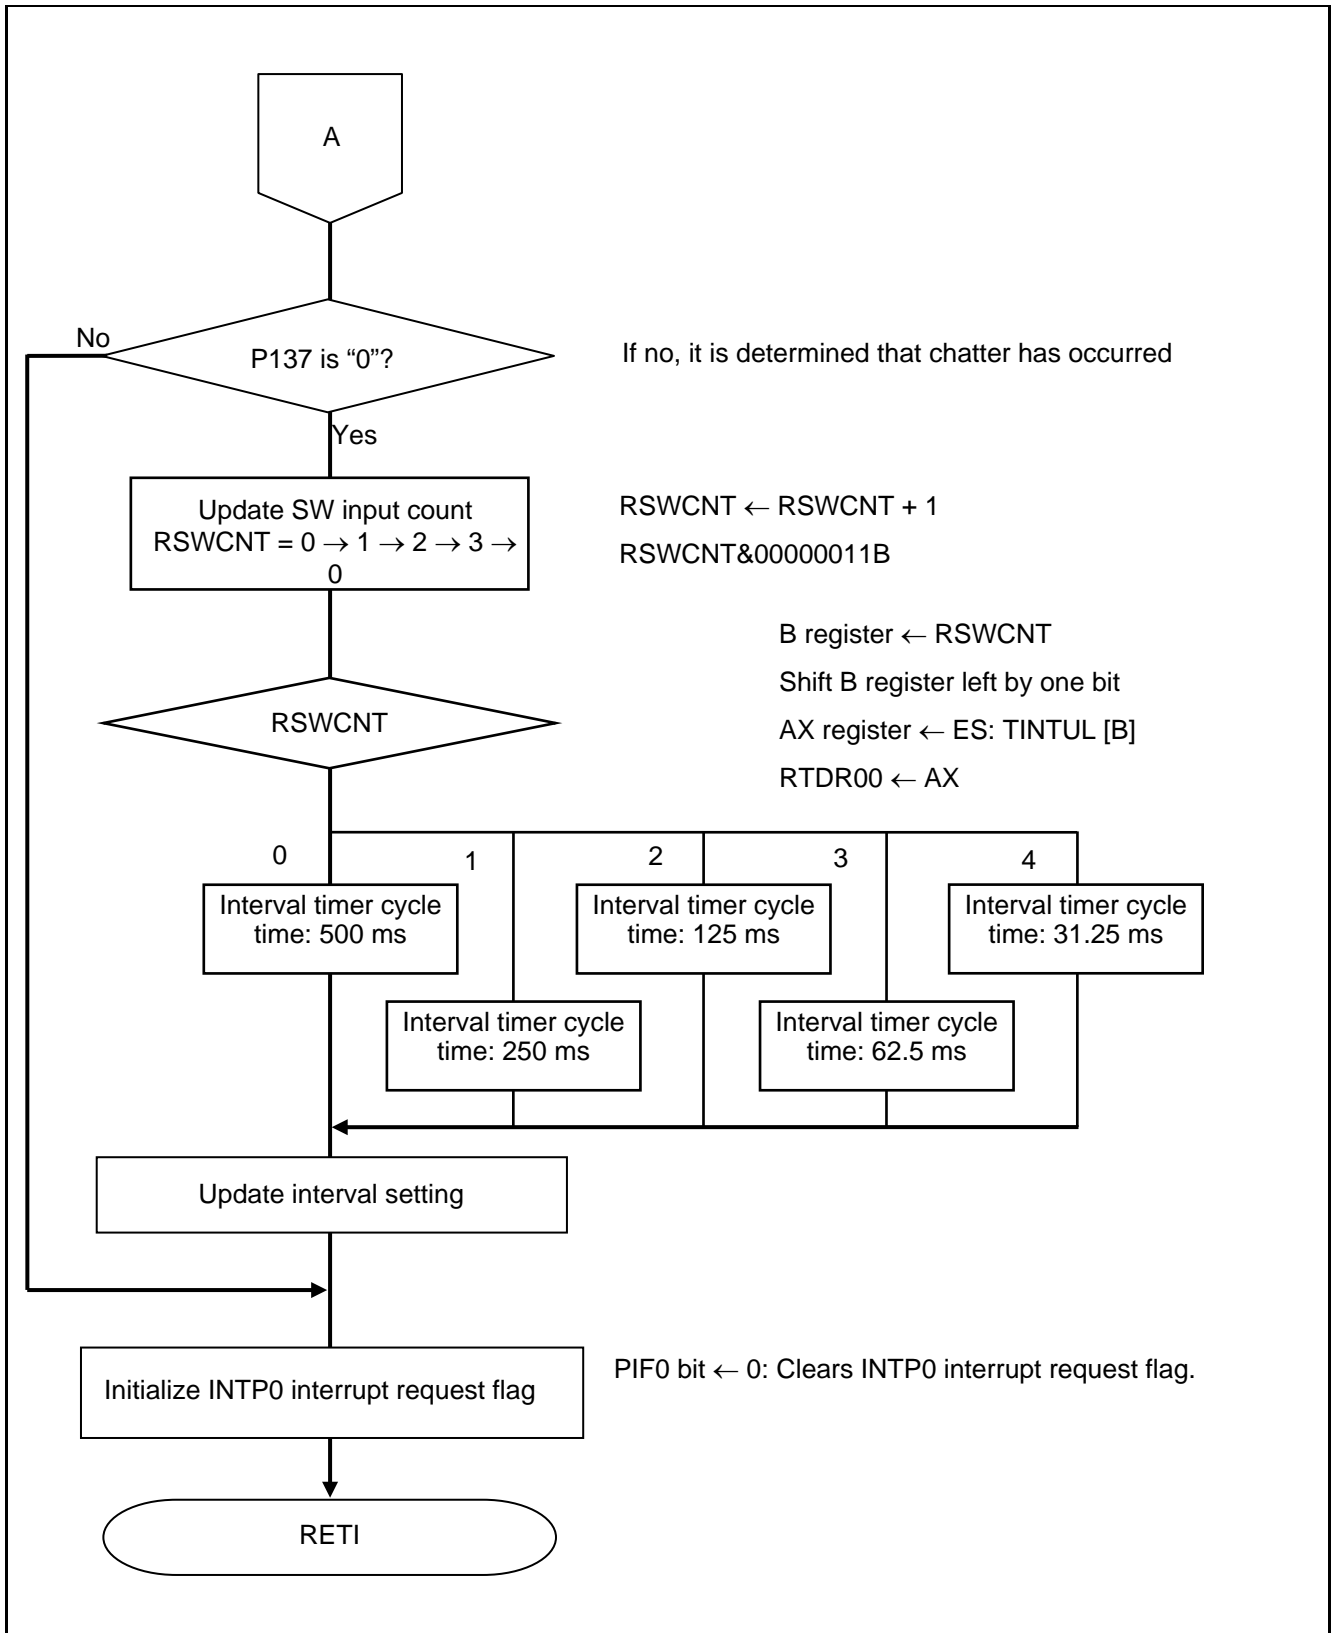 A
No
P137 is “0”?
If no, it is determined that chatter has occurred
Yes
Update SW input count
RSWCNT = 0 → 1 → 2 → 3 →
0
RSWCNT ← RSWCNT + 1
RSWCNT&00000011B
B register ← RSWCNT
Shift B register left by one bit
AX register ← ES: TINTUL [B]
RTDR00 ← AX
RSWCNT
0
1
2
3
4
Interval timer cycle
time: 500 ms
Interval timer cycle
time: 125 ms
Interval timer cycle
time: 31.25 ms
Interval timer cycle
time: 250 ms
Interval timer cycle
time: 62.5 ms
Update interval setting
Initialize INTP0 interrupt request flag
PIF0 bit ← 0: Clears INTP0 interrupt request flag.
RETI